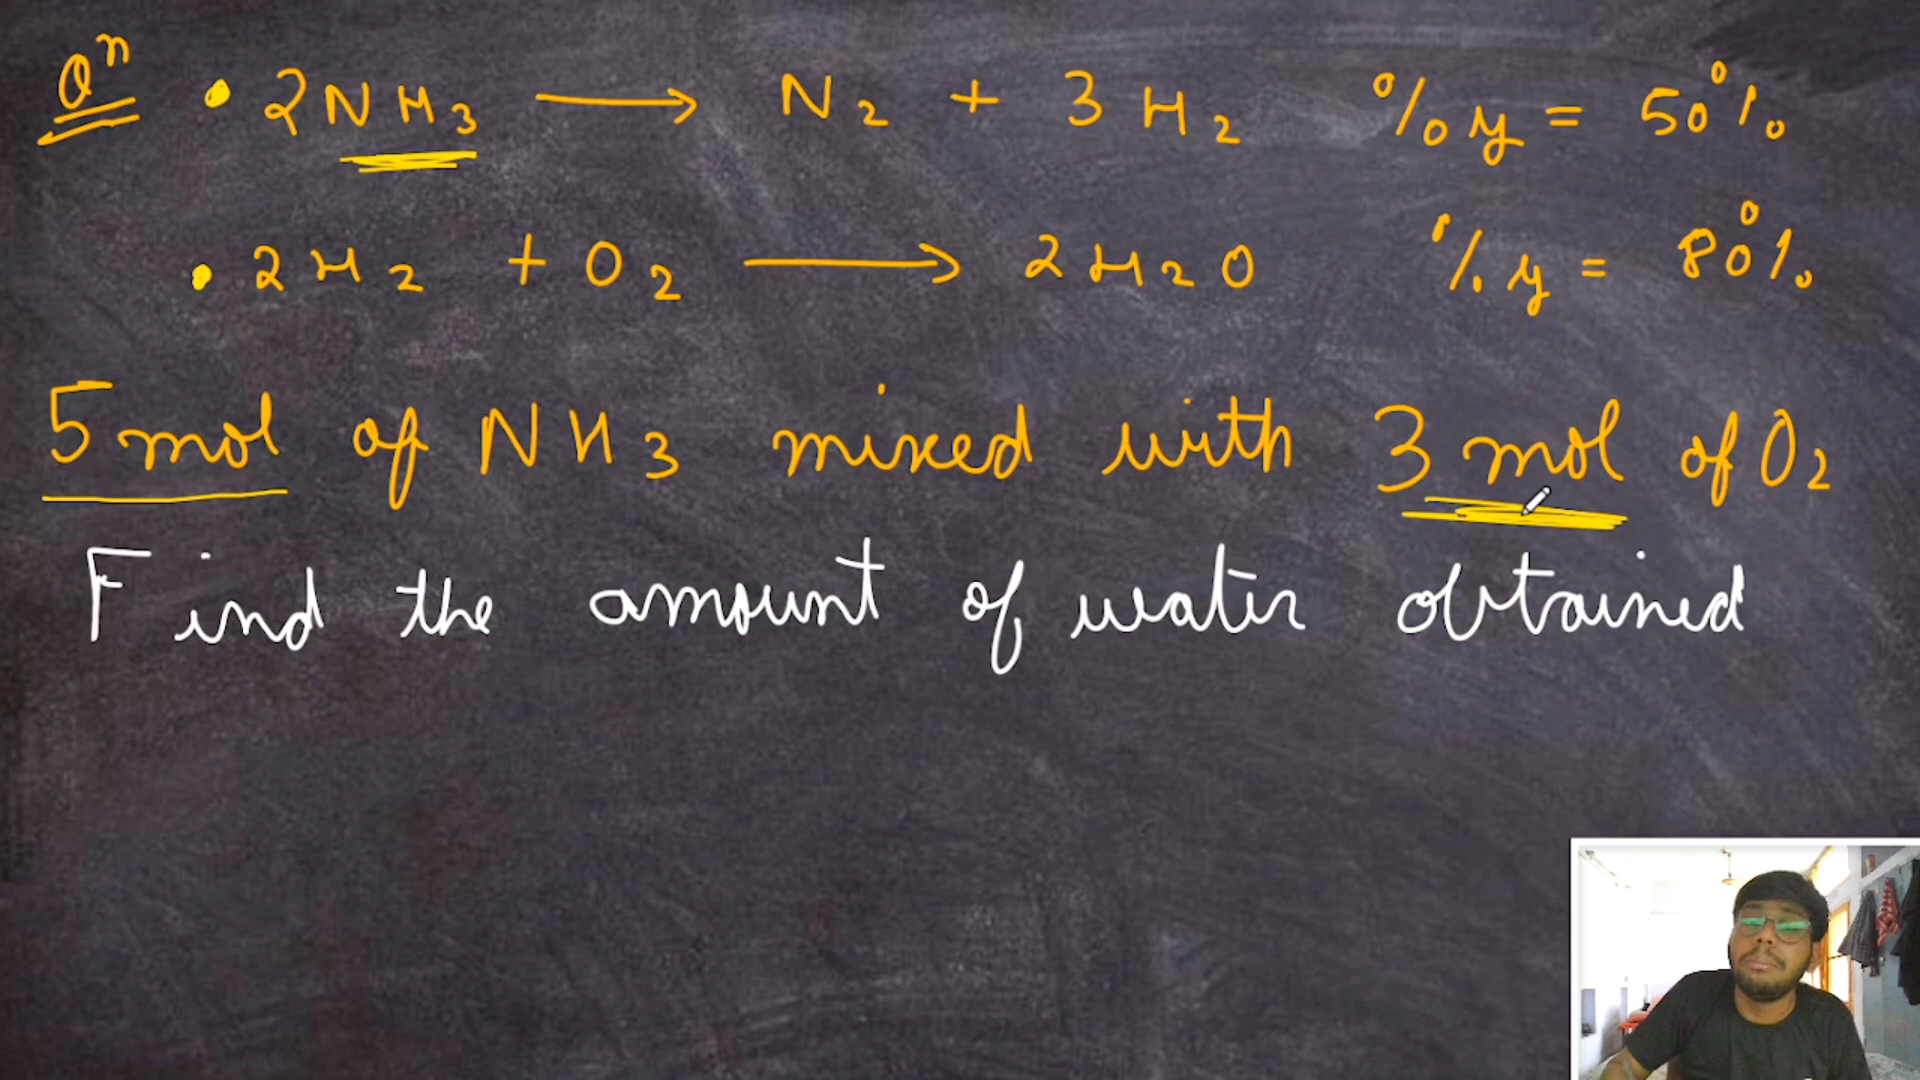 Qⁿ • 2NH₃ ⟶ N₂ + 3H₂ %y = 50%
• 2H₂ + O₂ ⟶ 2H₂O %y = 80%
5 mol of NH₃ mixed with 3 mol of O₂
Find the amount of water obtained